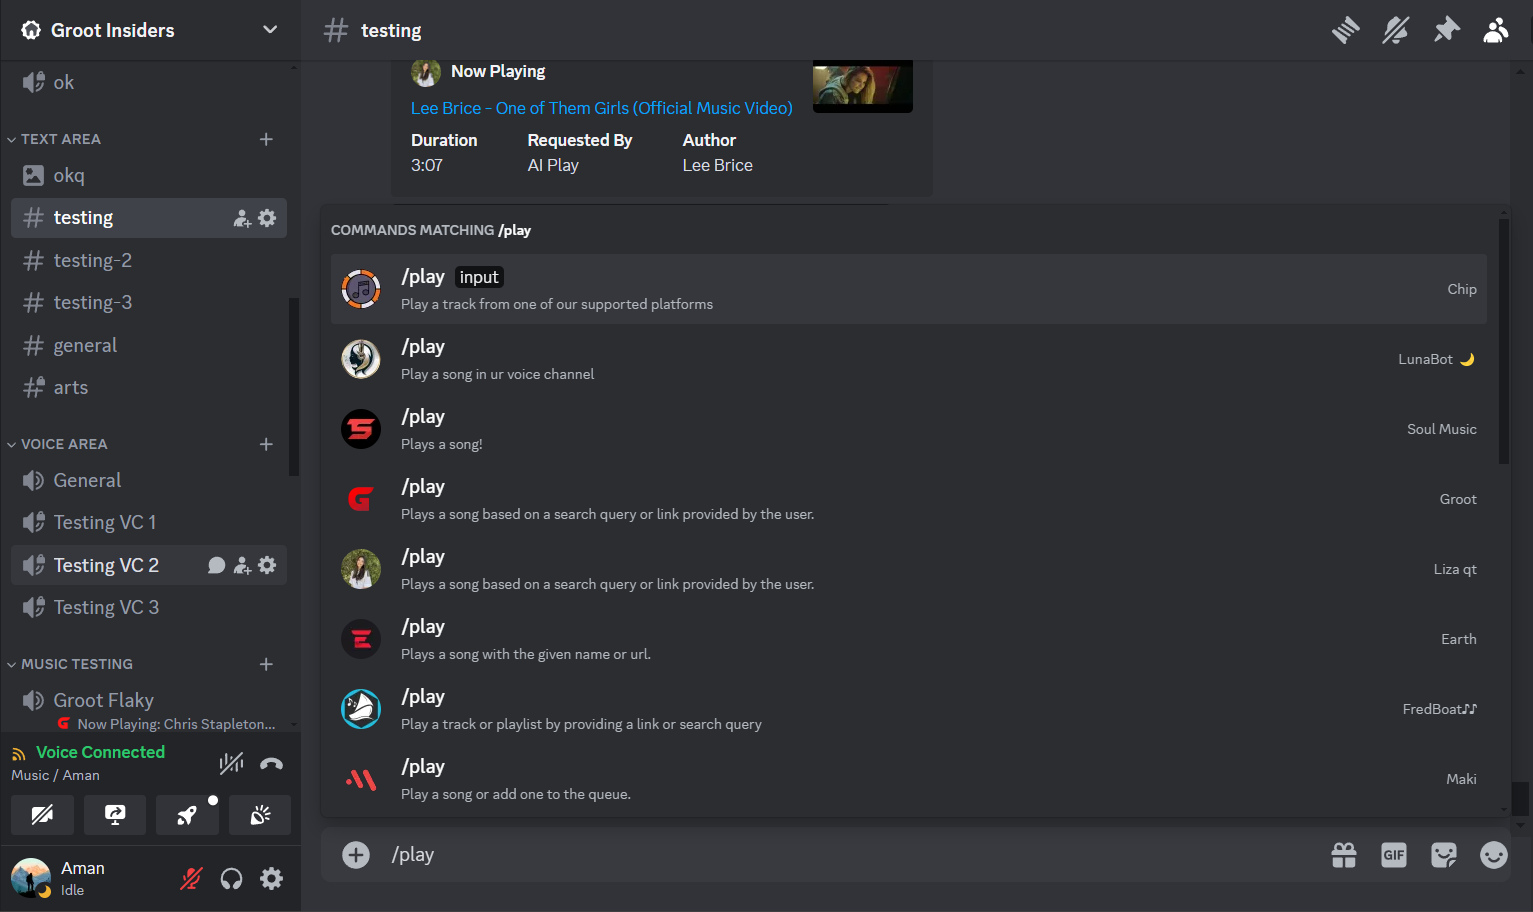 Groot Insiders
ok
TEXT AREA
okq
testing
testing-2
testing-3
general
arts
VOICE AREA
General
Testing VC 1
Testing VC 2
Testing VC 3
MUSIC TESTING
Groot Flaky
Now Playing: Chris Stapleton...
Voice Connected
Music / Aman
Aman
Idle
testing
Now Playing
Lee Brice - One of Them Girls (Official Music Video)
Duration Requested By Author
3:07 AI Play Lee Brice
COMMANDS MATCHING /play
/play input
Play a track from one of our supported platforms
Chip
/play
Play a song in ur voice channel
LunaBot 🌙
/play
Plays a song!
Soul Music
/play
Plays a song based on a search query or link provided by the user.
Groot
/play
Plays a song based on a search query or link provided by the user.
Liza qt
/play
Plays a song with the given name or url.
Earth
/play
Play a track or playlist by providing a link or search query
FredBoat♪♪
/play
Play a song or add one to the queue.
Maki
/play
GIF